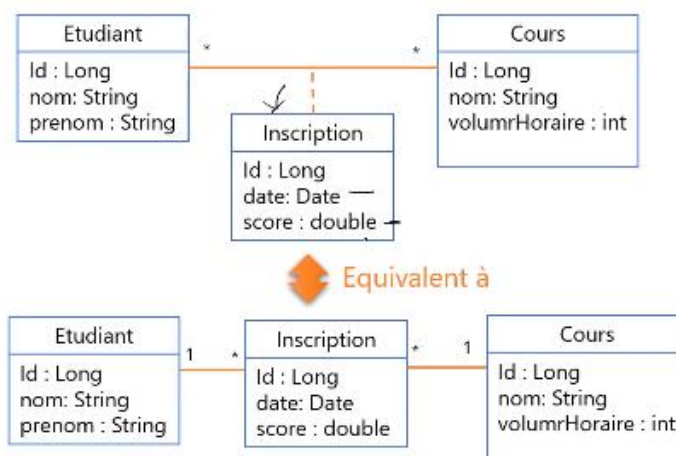 Etudiant
Id : Long
nom: String
prenom : String
*
*
Cours
Id : Long
nom: String
volumrHoraire : int
Inscription
Id : Long
date: Date
score : double
Equivalent à
Etudiant
Id : Long
nom: String
prenom : String
1
*
Inscription
Id : Long
date: Date
score : double
*
1
Cours
Id : Long
nom: String
volumrHoraire : int